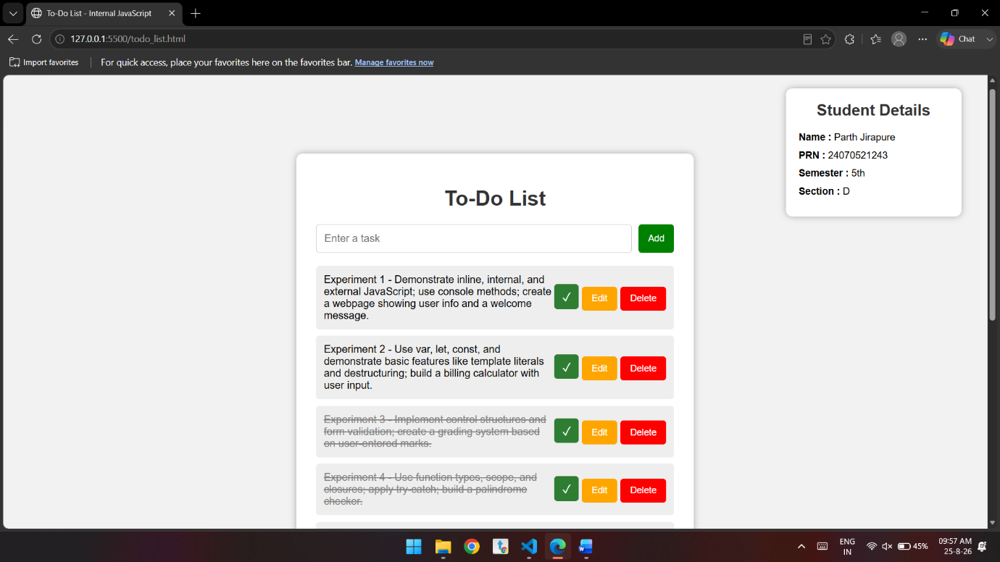 To-Do List - Internal JavaScript
127.0.0.1:5500/todo_list.html
Chat
Import favorites
For quick access, place your favorites here on the favorites bar. Manage favorites now
Student Details
Name : Parth Jirapure
PRN : 24070521243
Semester : 5th
Section : D
To-Do List
Enter a task
Add
Experiment 1 - Demonstrate inline, internal, and
external JavaScript; use console methods; create
a webpage showing user info and a welcome
message.
✓ Edit Delete
Experiment 2 - Use var, let, const, and
demonstrate basic features like template literals
and destructuring; build a billing calculator with
user input.
✓ Edit Delete
Experiment 3 - Implement control structures and
form validation; create a grading system based
on user-entered marks.
✓ Edit Delete
Experiment 4 - Use function types, scope, and
closures; apply try-catch; build a palindrome
checker.
✓ Edit Delete
ENG
IN
45%
09:57 AM
25-8-26